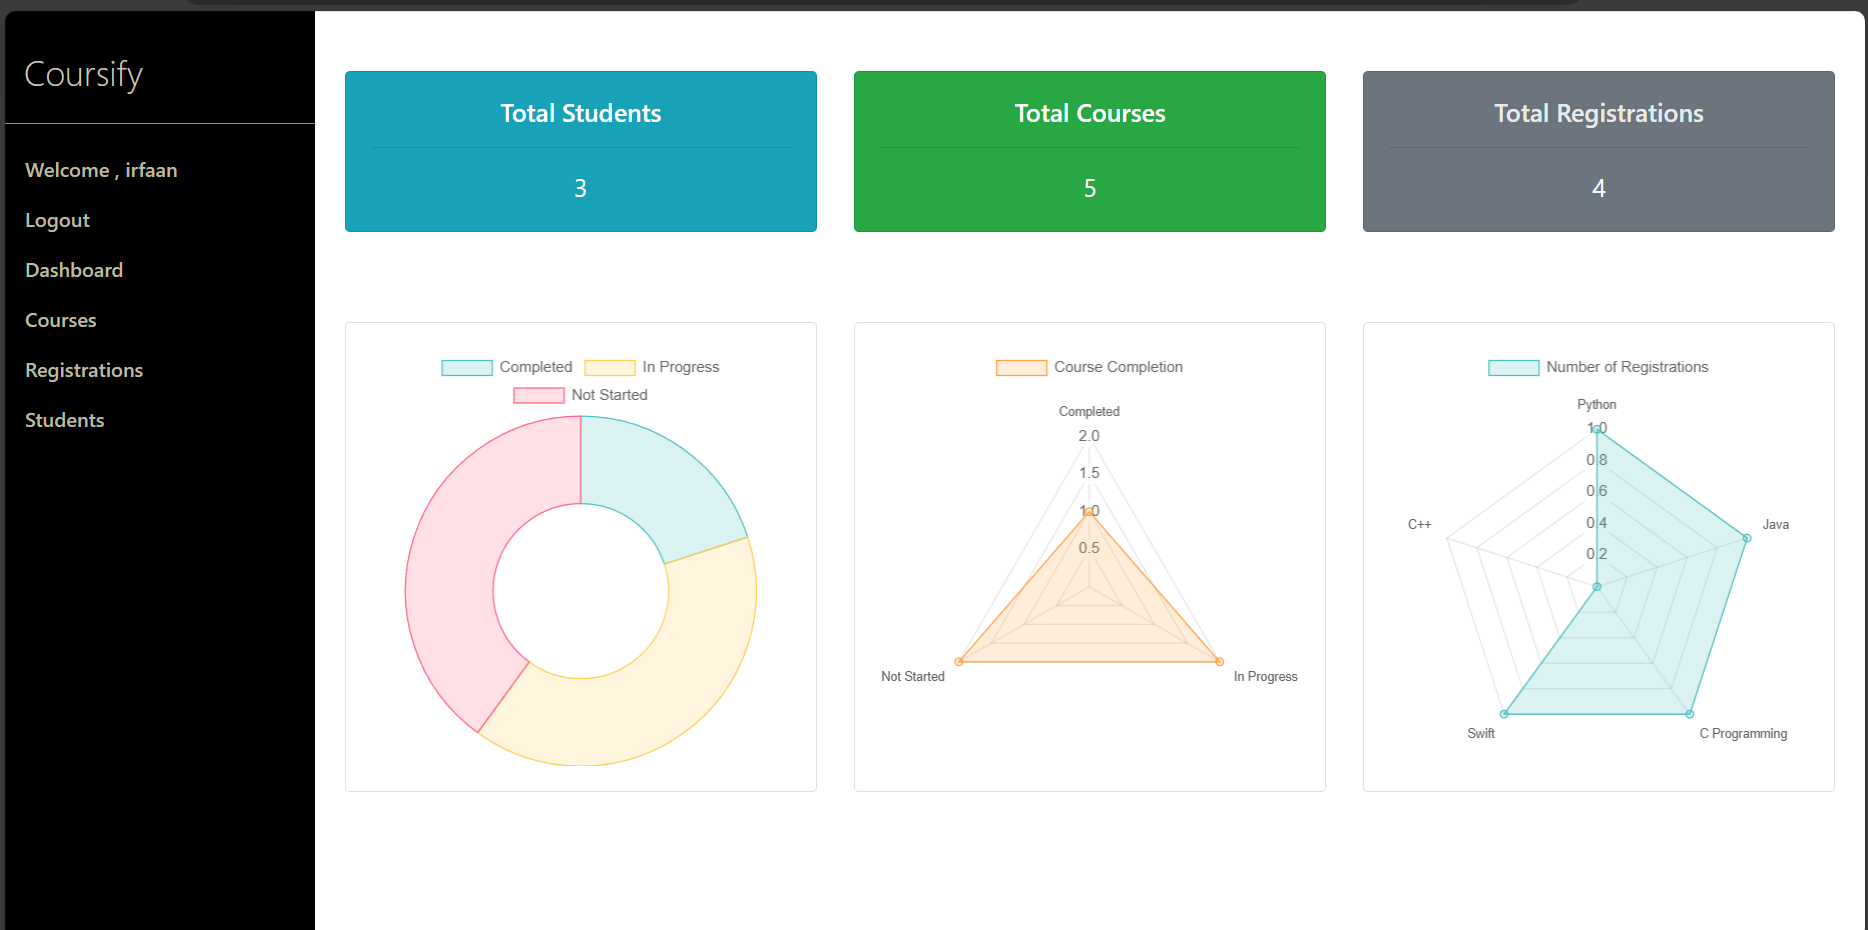 Coursify
Welcome , irfaan
Logout
Dashboard
Courses
Registrations
Students
Total Students
3
Total Courses
5
Total Registrations
4
Completed In Progress
Not Started
Course Completion
Completed
2.0
1.5
1.0
0.5
Not Started In Progress
Number of Registrations
Python
1.0
0.8
0.6
C++ Java
0.4
0.2
Swift C Programming